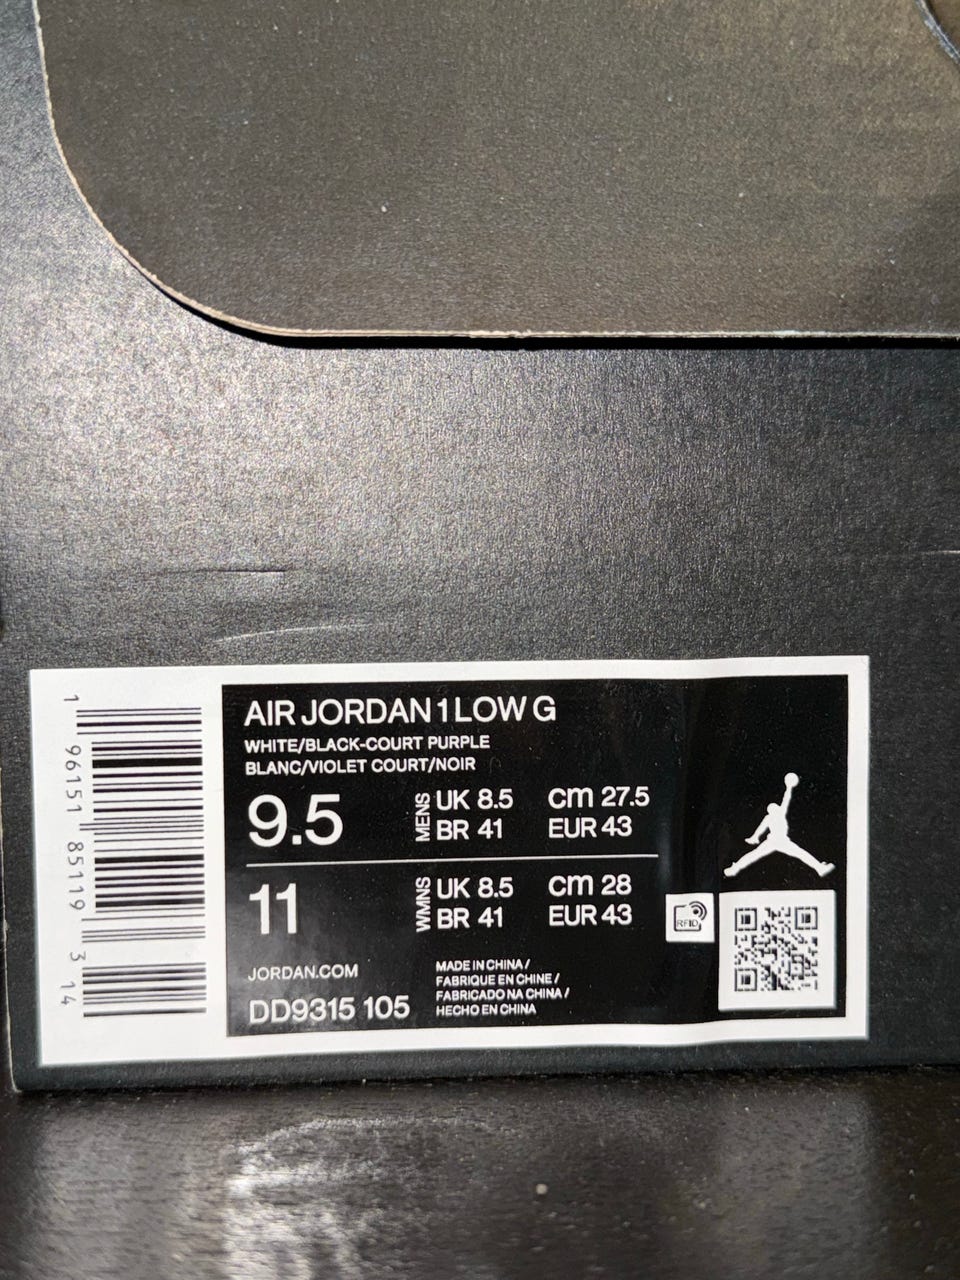 1 96151 85119 3 14
AIR JORDAN 1 LOW G
WHITE/BLACK-COURT PURPLE
BLANC/VIOLET COURT/NOIR
9.5 MENS UK 8.5 cm 27.5
BR 41 EUR 43
11 WMNS UK 8.5 cm 28
BR 41 EUR 43
RFID
JORDAN.COM
DD9315 105
MADE IN CHINA /
FABRIQUE EN CHINE /
FABRICADO NA CHINA /
HECHO EN CHINA